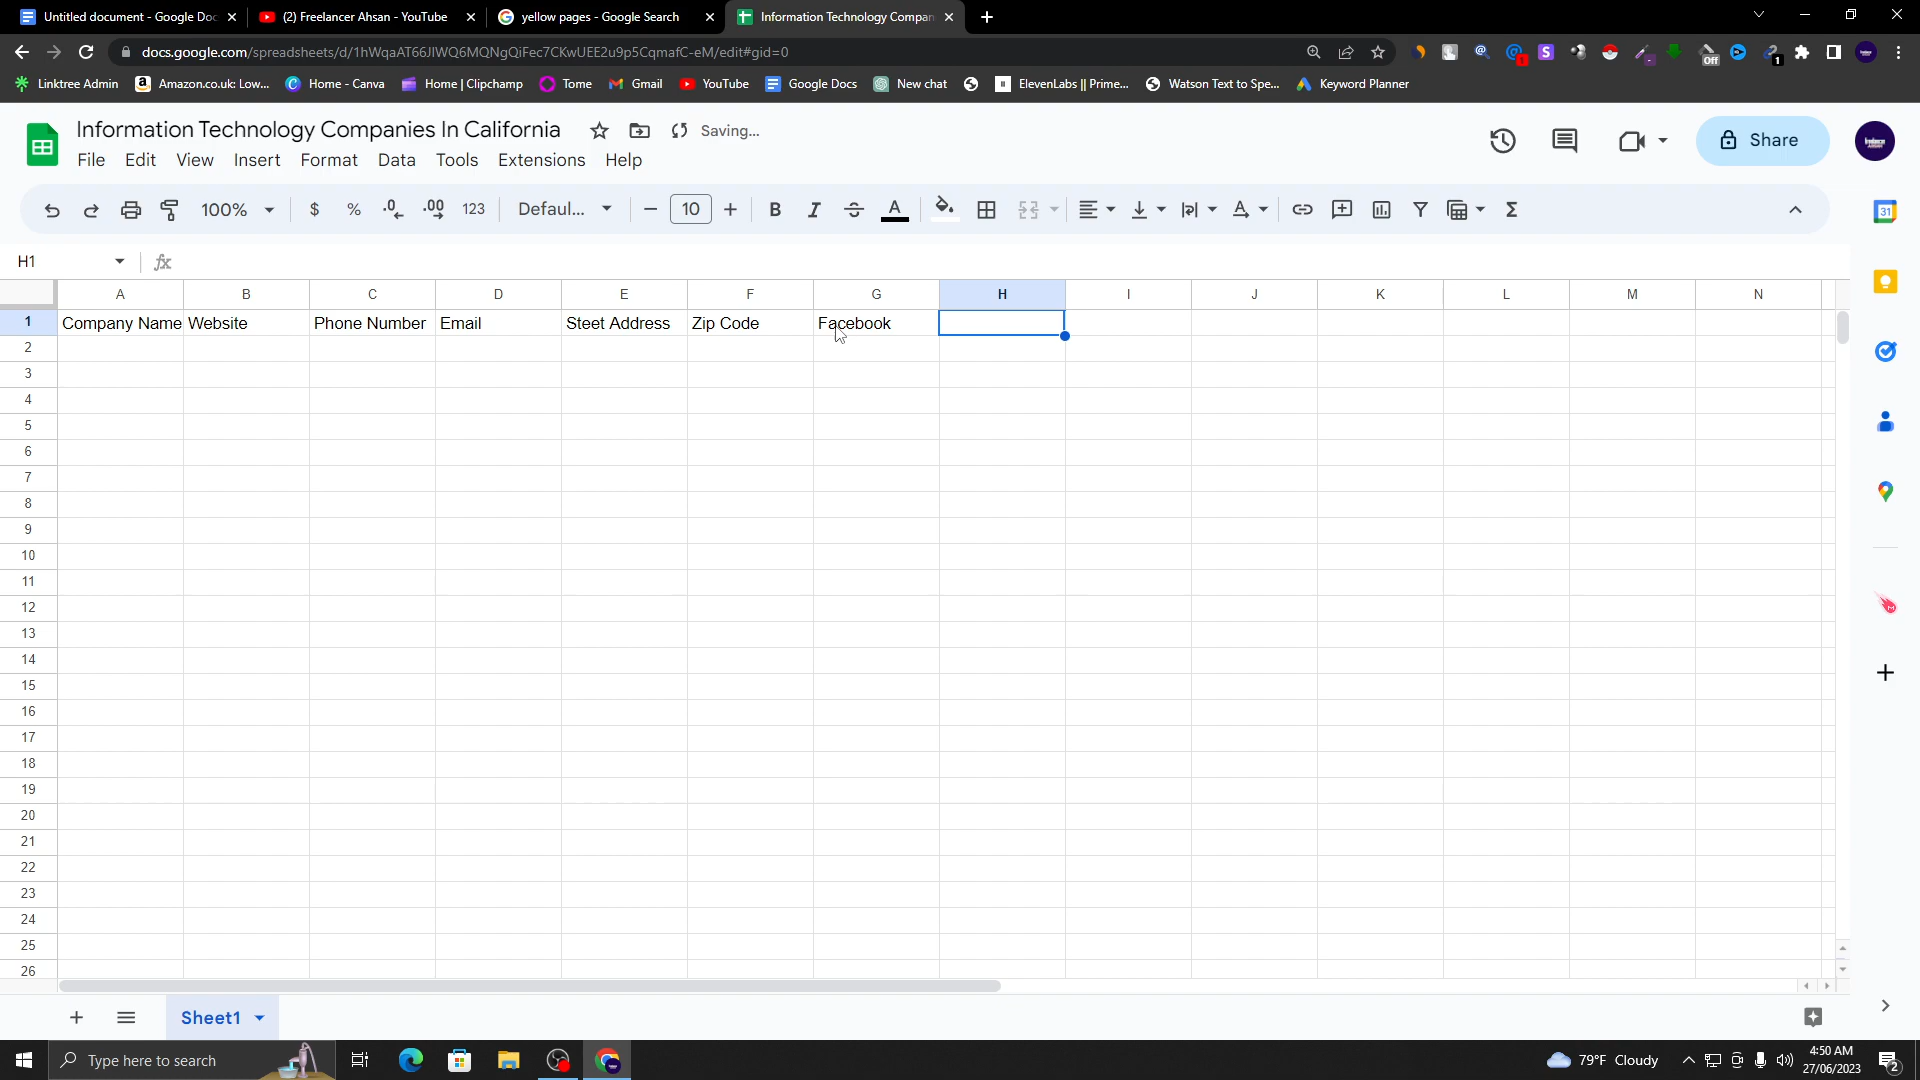 Untitled document - Google Doc
(2) Freelancer Ahsan - YouTube
yellow pages - Google Search
Information Technology Compan
docs.google.com/spreadsheets/d/1hWqaAT66JIWQ6MQNgQiFec7CKwUEE2u9p5CqmafC-eM/edit#gid=0
Linktree Admin
Amazon.co.uk: Low...
Home - Canva
Home | Clipchamp
Tome
Gmail
YouTube
Google Docs
New chat
ElevenLabs || Prime...
Watson Text to Spe...
Keyword Planner
Information Technology Companies In California
Saving...
File Edit View Insert Format Data Tools Extensions Help
Share
100% $ % .0 .00 123 Defaul... 10 B I S A
H1
A B C D E F G H I J K L M N
1 Company Name Website Phone Number Email Steet Address Zip Code Facebook
2
3
4
5
6
7
8
9
10
11
12
13
14
15
16
17
18
19
20
21
22
23
24
25
26
Sheet1
Type here to search
79°F Cloudy
4:50 AM
27/06/2023
2